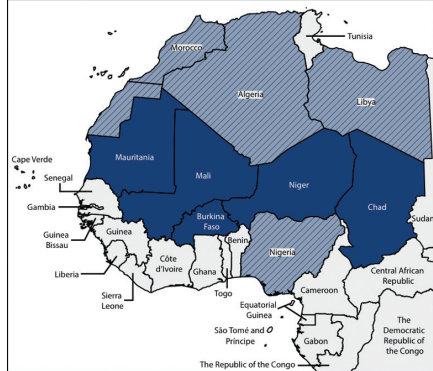 Tunisia
Morocco
Algeria
Libya
Mauritania
Cape Verde
Mali
Senegal
Niger
Chad
Gambia
Burkina
Faso
Sudan
Guinea
Bissau
Guinea
Benin
Nigeria
Côte
d'Ivoire
Ghana
Central African
Republic
Liberia
Togo
Cameroon
Sierra
Leone
Equatorial
Guinea
São Tomé and
Príncipe
Gabon
The
Democratic
Republic of
the Congo
The Republic of the Congo